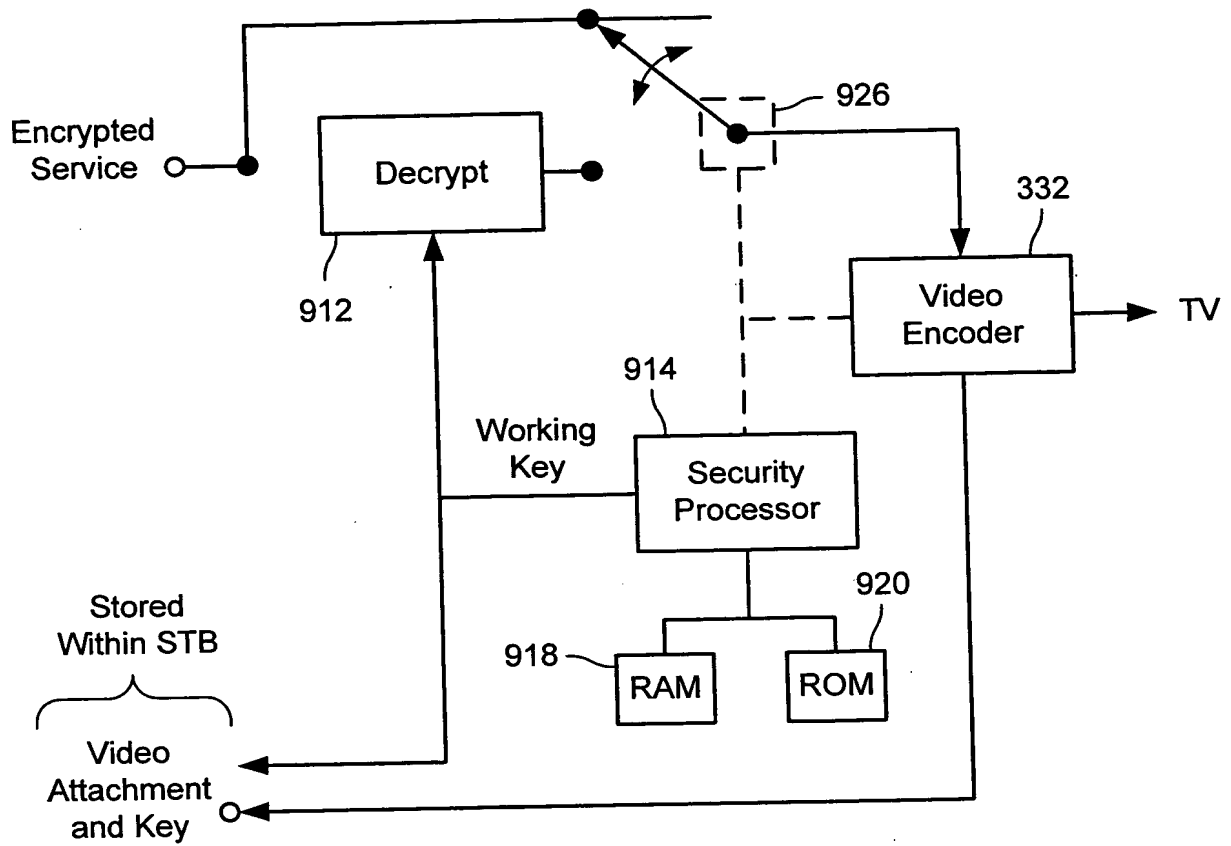 926
Encrypted
Service
Decrypt
332
912
Video
Encoder
TV
914
Working
Key
Security
Processor
920
Stored
Within STB
918
RAM
ROM
Video
Attachment
and Key